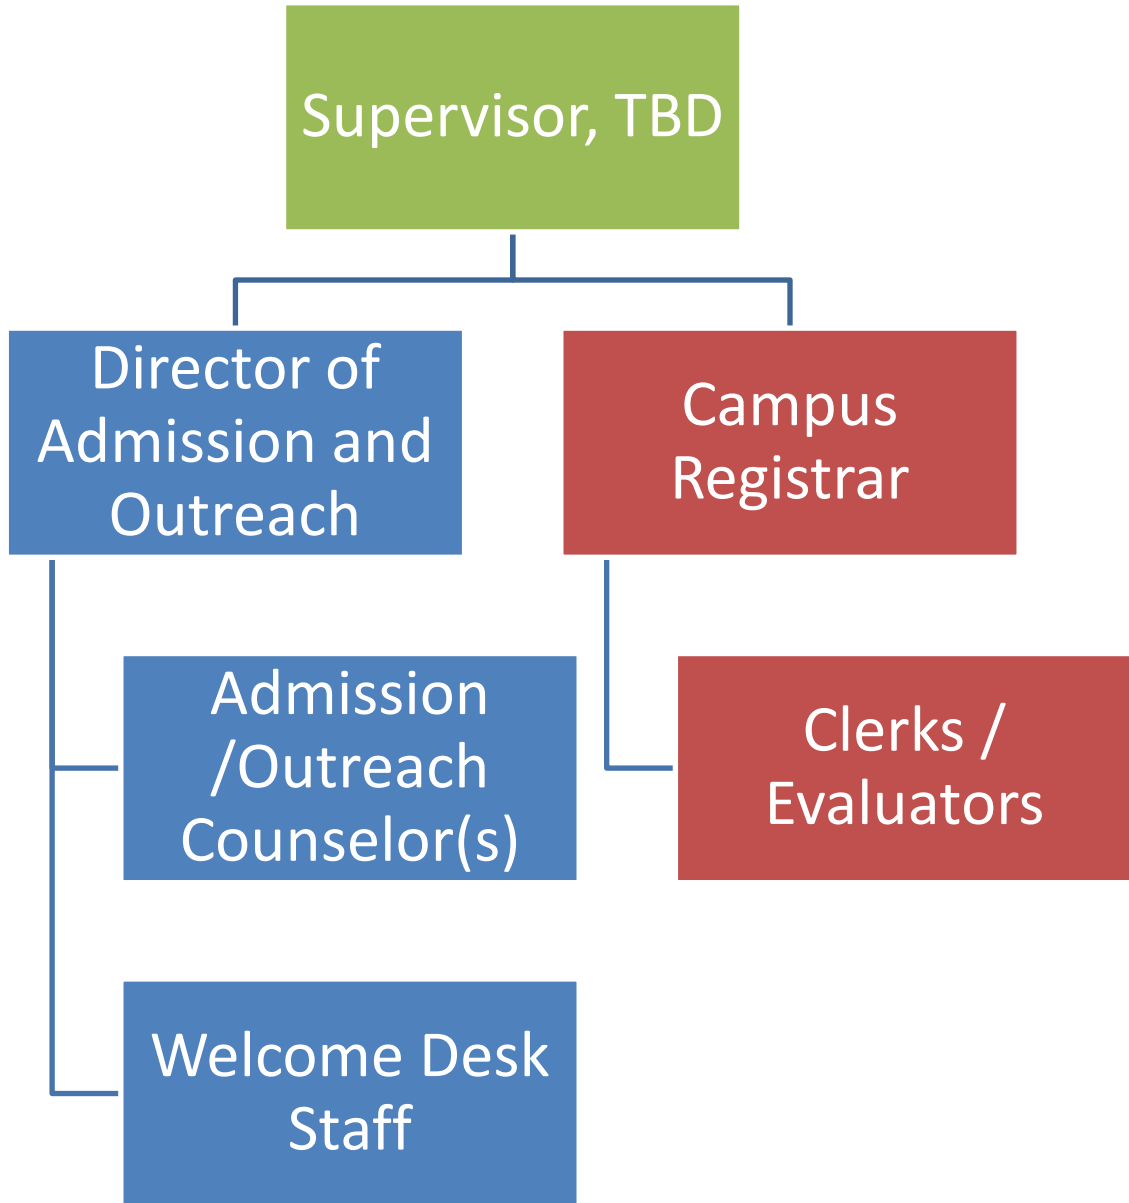 Supervisor, TBD
Director of
Admission and
Outreach
Campus
Registrar
Admission
/Outreach
Counselor(s)
Clerks /
Evaluators
Welcome Desk
Staff